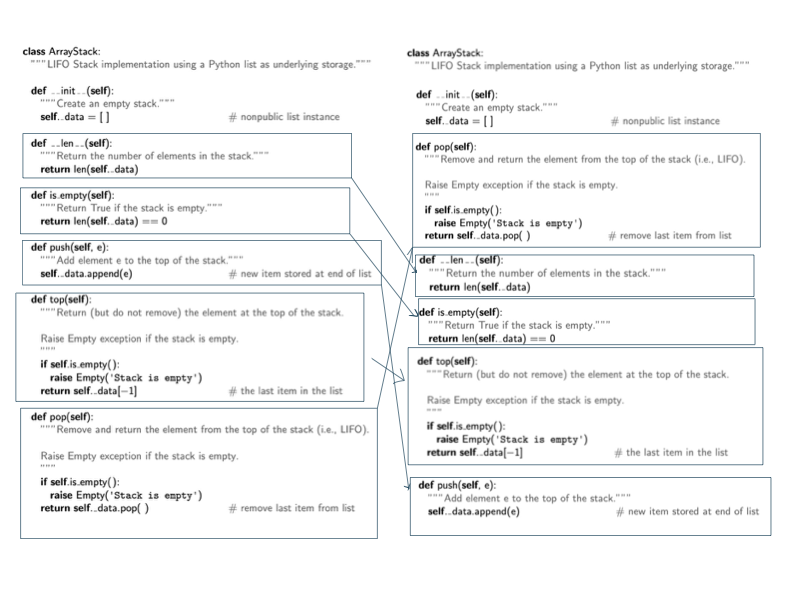 class ArrayStack:
"""LIFO Stack implementation using a Python list as underlying storage."""
def __init__(self):
"""Create an empty stack."""
self._data = [ ] # nonpublic list instance
def __len__(self):
"""Return the number of elements in the stack."""
return len(self._data)
def is_empty(self):
"""Return True if the stack is empty."""
return len(self._data) == 0
def push(self, e):
"""Add element e to the top of the stack."""
self._data.append(e) # new item stored at end of list
def top(self):
"""Return (but do not remove) the element at the top of the stack.
Raise Empty exception if the stack is empty.
"""
if self.is_empty():
raise Empty('Stack is empty')
return self._data[-1] # the last item in the list
def pop(self):
"""Remove and return the element from the top of the stack (i.e., LIFO).
Raise Empty exception if the stack is empty.
"""
if self.is_empty():
raise Empty('Stack is empty')
return self._data.pop( ) # remove last item from list
class ArrayStack:
"""LIFO Stack implementation using a Python list as underlying storage."""
def __init__(self):
"""Create an empty stack."""
self._data = [ ] # nonpublic list instance
def pop(self):
"""Remove and return the element from the top of the stack (i.e., LIFO).
Raise Empty exception if the stack is empty.
"""
if self.is_empty():
raise Empty('Stack is empty')
return self._data.pop( ) # remove last item from list
def __len__(self):
"""Return the number of elements in the stack."""
return len(self._data)
def is_empty(self):
"""Return True if the stack is empty."""
return len(self._data) == 0
def top(self):
"""Return (but do not remove) the element at the top of the stack.
Raise Empty exception if the stack is empty.
"""
if self.is_empty():
raise Empty('Stack is empty')
return self._data[-1] # the last item in the list
def push(self, e):
"""Add element e to the top of the stack."""
self._data.append(e) # new item stored at end of list